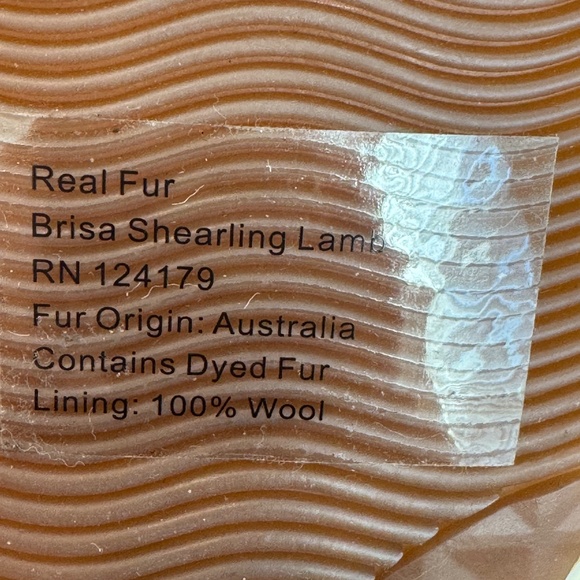 Real Fur
Brisa Shearling Lamb
RN 124179
Fur Origin: Australia
Contains Dyed Fur
Lining: 100% Wool